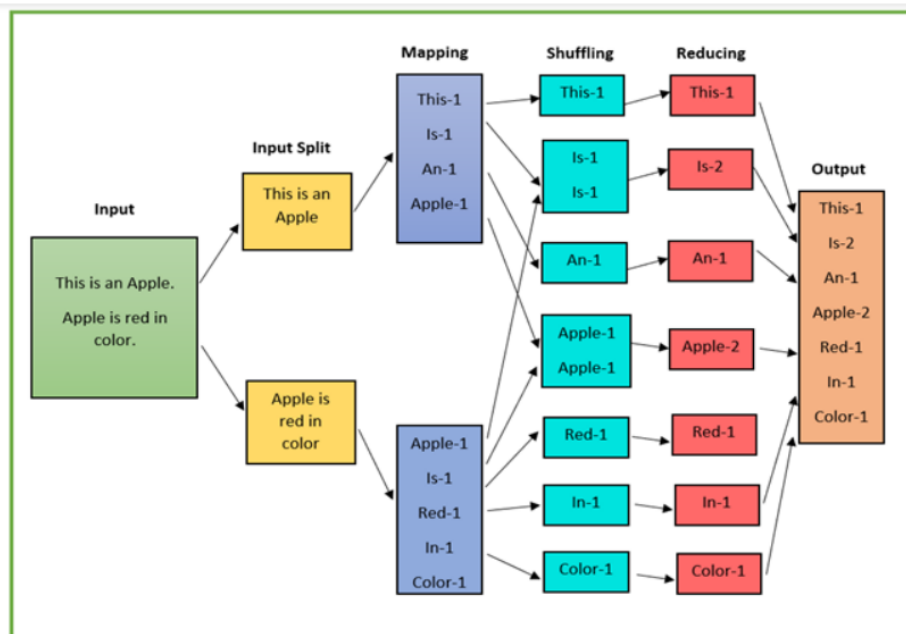 Input
This is an Apple.
Apple is red in
color.
Input Split
This is an
Apple
Apple is
red in
color
Mapping
This-1
Is-1
An-1
Apple-1
Apple-1
Is-1
Red-1
In-1
Color-1
Shuffling
This-1
Is-1
Is-1
An-1
Apple-1
Apple-1
Red-1
In-1
Color-1
Reducing
This-1
Is-2
An-1
Apple-2
Red-1
In-1
Color-1
Output
This-1
Is-2
An-1
Apple-2
Red-1
In-1
Color-1